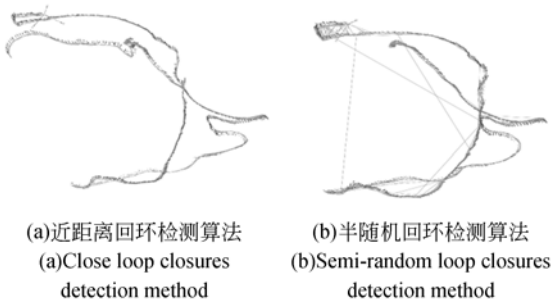 (a)近距离回环检测算法
(a)Close loop closures
detection method
(b)半随机回环检测算法
(b)Semi-random loop closures
detection method